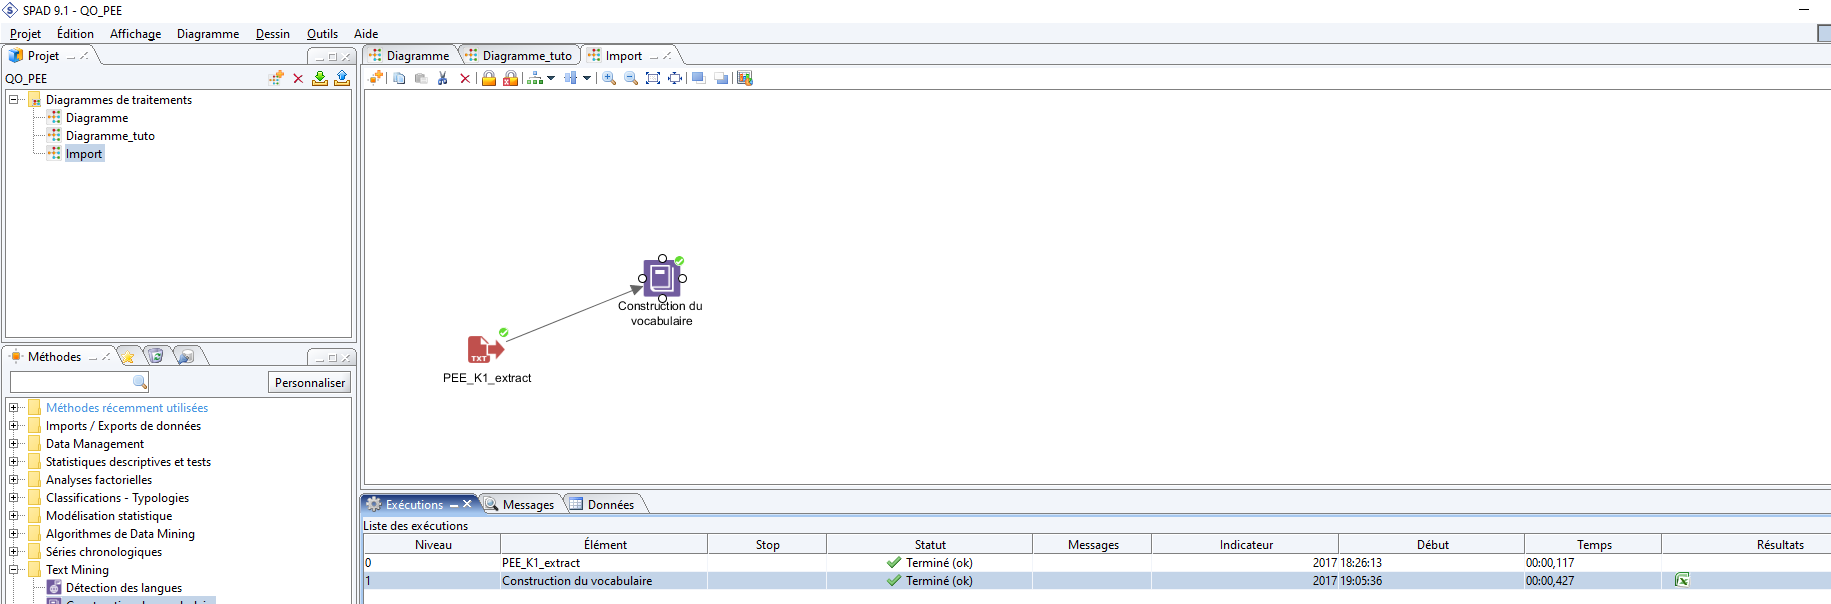 SPAD 9.1 - QO_PEE
Projet Édition Affichage Diagramme Dessin Outils Aide
Projet
QO_PEE
Diagrammes de traitements
Diagramme
Diagramme_tuto
Import
Diagramme Diagramme_tuto Import
Construction du
vocabulaire
TXT
PEE_K1_extract
Méthodes
Personnaliser
Méthodes récemment utilisées
Imports / Exports de données
Data Management
Statistiques descriptives et tests
Analyses factorielles
Classifications - Typologies
Modélisation statistique
Algorithmes de Data Mining
Séries chronologiques
Text Mining
Détection des langues
Exécutions Messages Données
Liste des exécutions
Niveau Élément Stop Statut Messages Indicateur Début Temps Résultats
0 PEE_K1_extract Terminé (ok) 2017 18:26:13 00:00,117
1 Construction du vocabulaire Terminé (ok) 2017 19:05:36 00:00,427